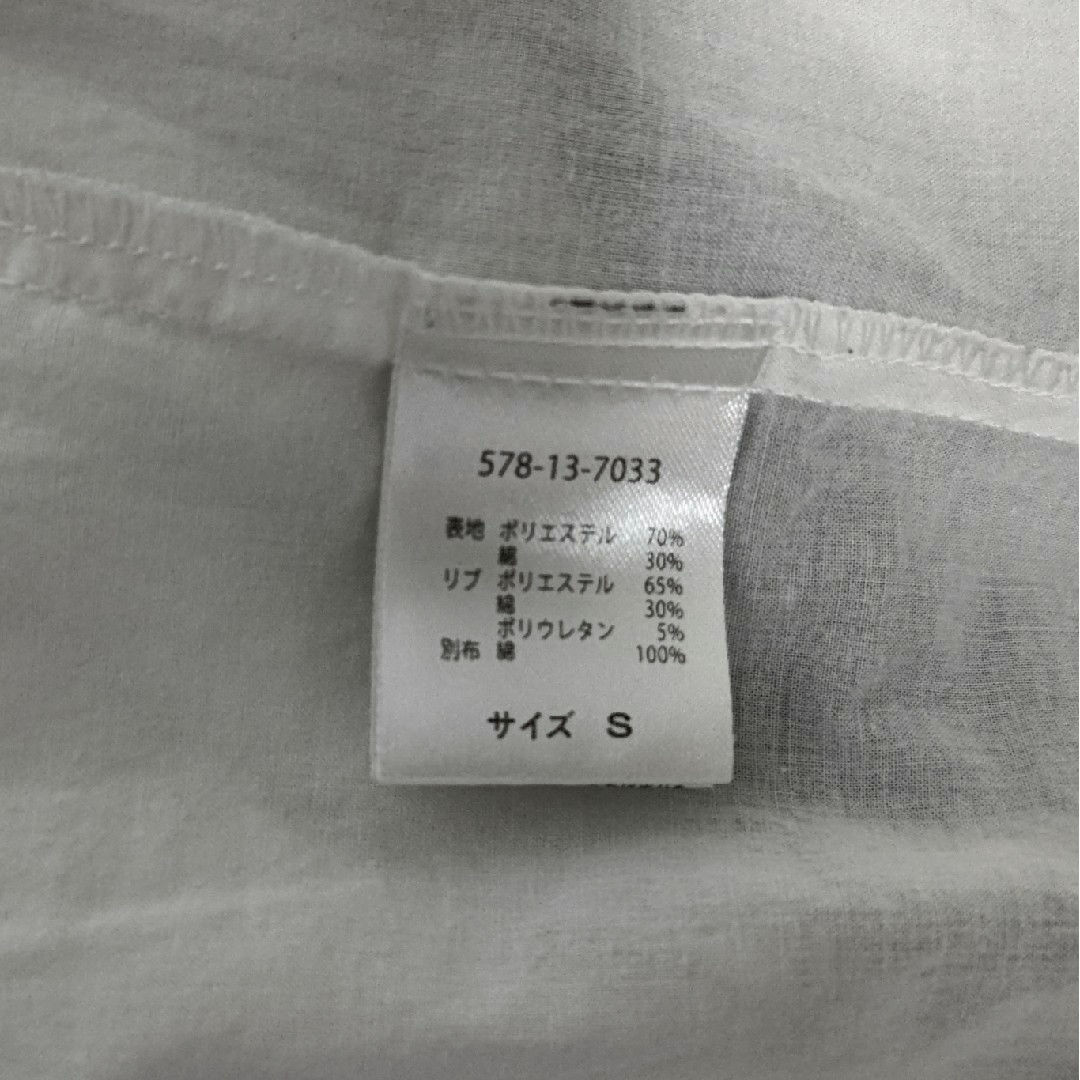 578-13-7033
表地 ポリエステル 70%
綿 30%
リブ ポリエステル 65%
綿 30%
ポリウレタン 5%
別布 綿 100%
サイズ S